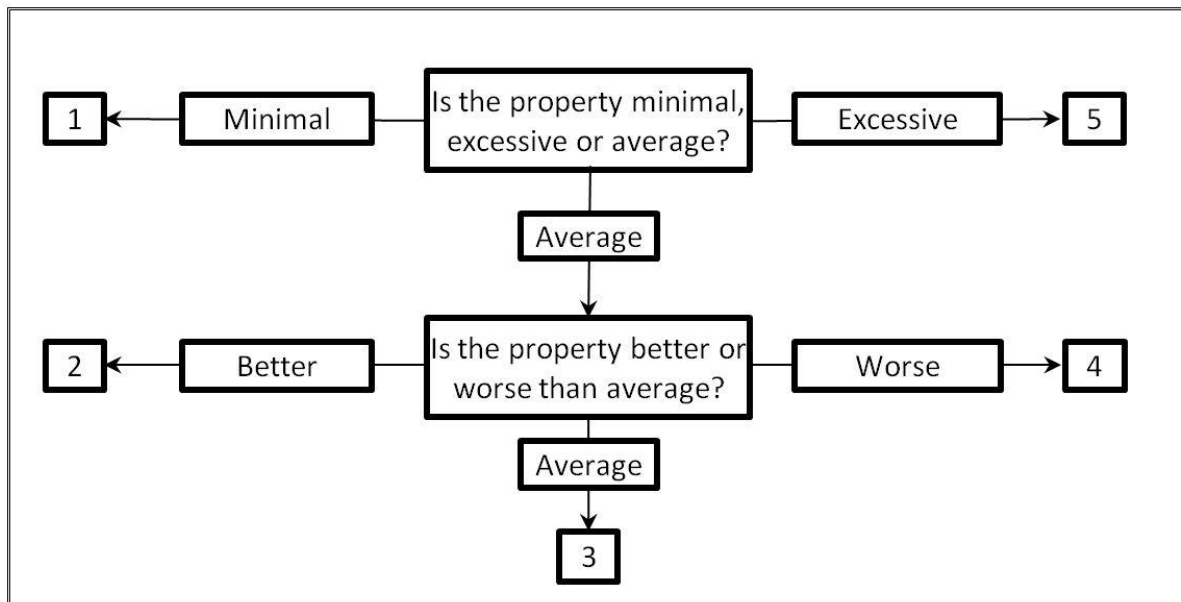 Is the property minimal,
excessive or average?
1
Minimal
Excessive
5
Average
Is the property better or
worse than average?
2
Better
Worse
4
Average
3